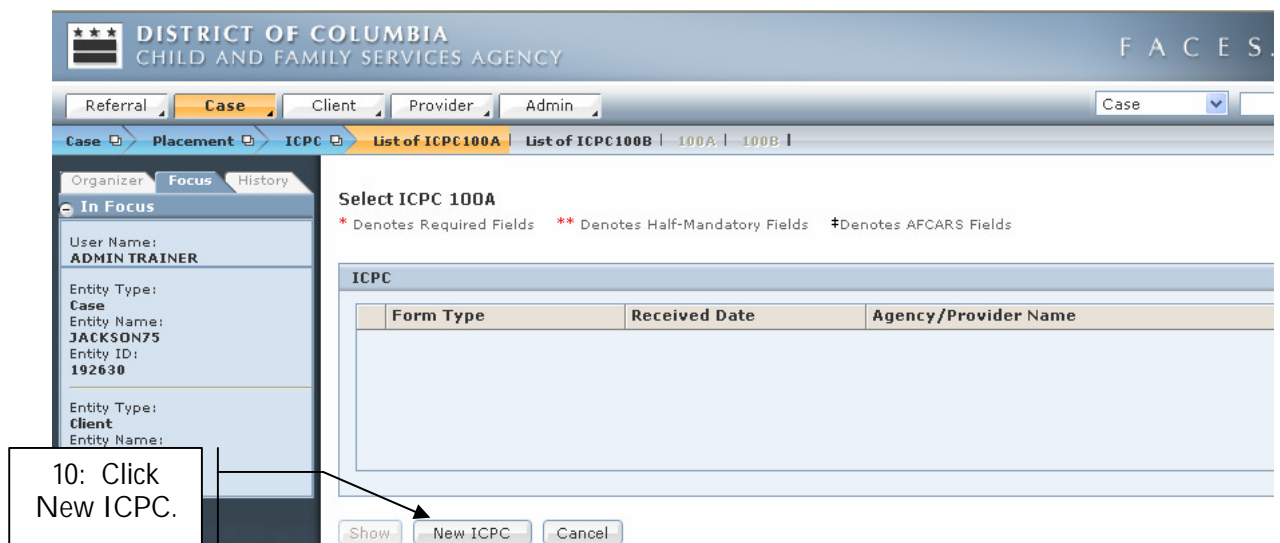 DISTRICT OF COLUMBIA
CHILD AND FAMILY SERVICES AGENCY
F A C E S.
Referral Case Client Provider Admin Case
Case Placement ICPC List of ICPC100A | List of ICPC100B | 100A | 100B |
Organizer Focus History
In Focus
User Name:
ADMIN TRAINER
Entity Type:
Case
Entity Name:
JACKSON75
Entity ID:
192630
Entity Type:
Client
Entity Name:
Select ICPC 100A
* Denotes Required Fields ** Denotes Half-Mandatory Fields ‡Denotes AFCARS Fields
ICPC
Form Type Received Date Agency/Provider Name
10: Click
New ICPC.
Show New ICPC Cancel